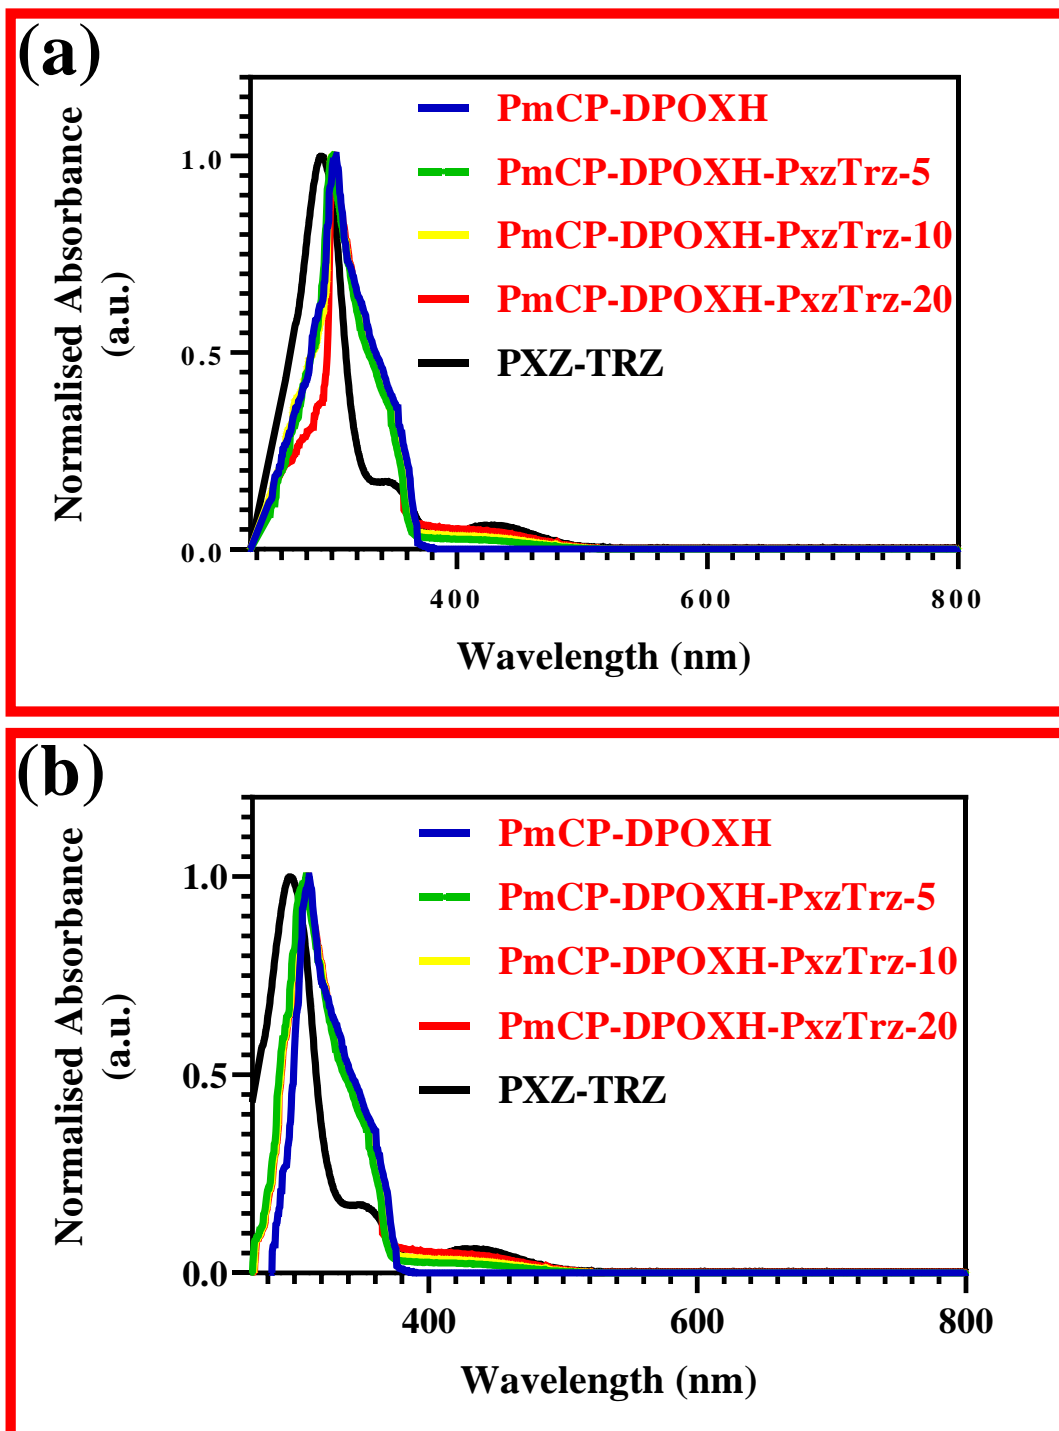 (a)
Normalised Absorbance
(a.u.)
PmCP-DPOXH
PmCP-DPOXH-PxzTrz-5
PmCP-DPOXH-PxzTrz-10
PmCP-DPOXH-PxzTrz-20
PXZ-TRZ
1.0
0.5
0.0
400 600 800
Wavelength (nm)
(b)
Normalised Absorbance
(a.u.)
PmCP-DPOXH
PmCP-DPOXH-PxzTrz-5
PmCP-DPOXH-PxzTrz-10
PmCP-DPOXH-PxzTrz-20
PXZ-TRZ
1.0
0.5
0.0
400 600 800
Wavelength (nm)